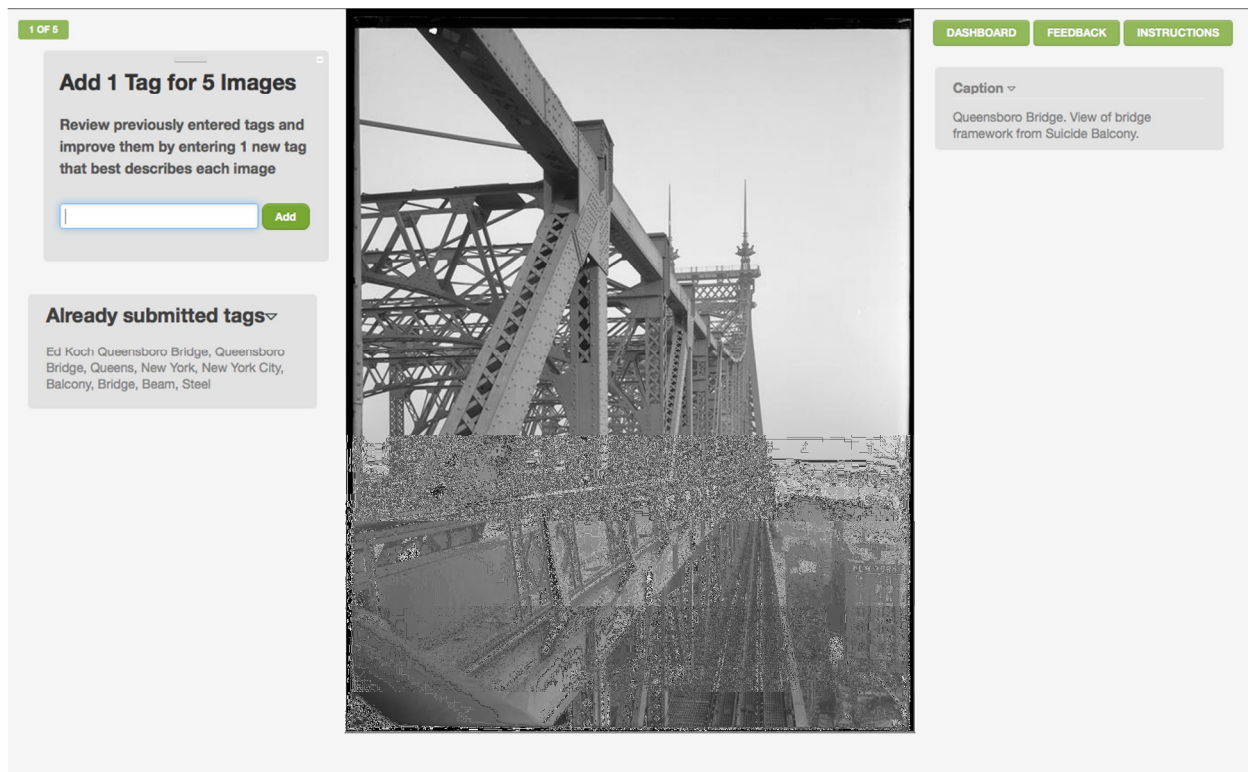 1 OF 5
Add 1 Tag for 5 Images
Review previously entered tags and
improve them by entering 1 new tag
that best describes each image
Add
Already submitted tags
Ed Koch Queensboro Bridge, Queensboro
Bridge, Queens, New York, New York City,
Balcony, Bridge, Beam, Steel
DASHBOARD
FEEDBACK
INSTRUCTIONS
Caption
Queensboro Bridge. View of bridge
framework from Suicide Balcony.